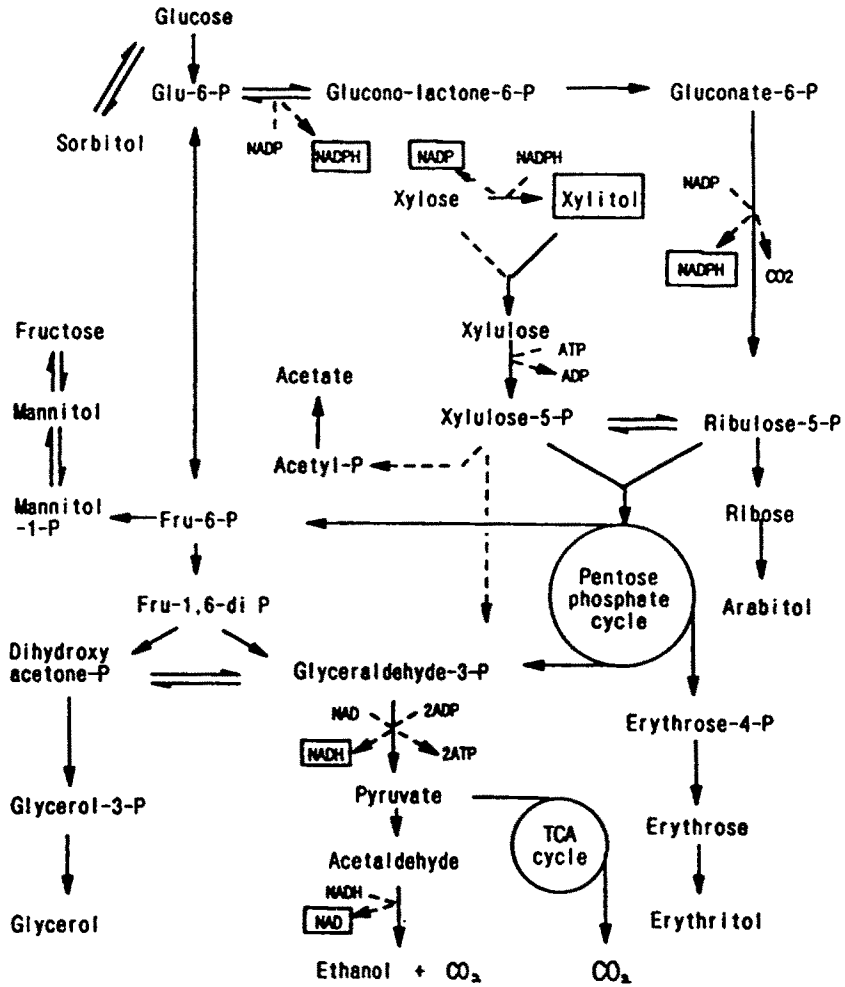 Glucose
Glu-6-P
Glucono-lactone-6-P
Gluconate-6-P
Sorbitol
NADP
NADPH
NADP
NADPH
Xylose
Xylitol
NADP
NADPH
CO2
Fructose
Xylulose
ATP
ADP
Acetate
Mannitol
Xylulose-5-P
Ribulose-5-P
Acetyl-P
Mannitol
-1-P
Fru-6-P
Ribose
Pentose
phosphate
cycle
Fru-1,6-di P
Arabitol
Dihydroxy
acetone-P
Glyceraldehyde-3-P
NAD
2ADP
NADH
2ATP
Erythrose-4-P
Pyruvate
Glycerol-3-P
TCA
cycle
Erythrose
Acetaldehyde
NADH
NAD
Glycerol
Erythritol
Ethanol + CO₂
CO₂